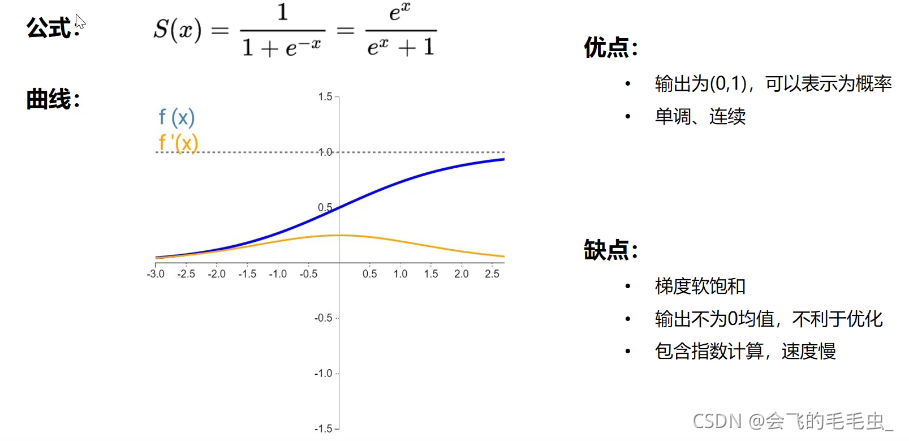 公式：
S(x) = 1 / (1 + e^{-x}) = e^x / (e^x + 1)
曲线：
f (x)
f '(x)
1.5
1.0
0.5
-3.0 -2.5 -2.0 -1.5 -1.0 -0.5 0.5 1.0 1.5 2.0 2.5
-0.5
-1.0
-1.5
优点：
• 输出为(0,1)，可以表示为概率
• 单调、连续
缺点：
• 梯度软饱和
• 输出不为0均值，不利于优化
• 包含指数计算，速度慢
CSDN @会飞的毛毛虫_